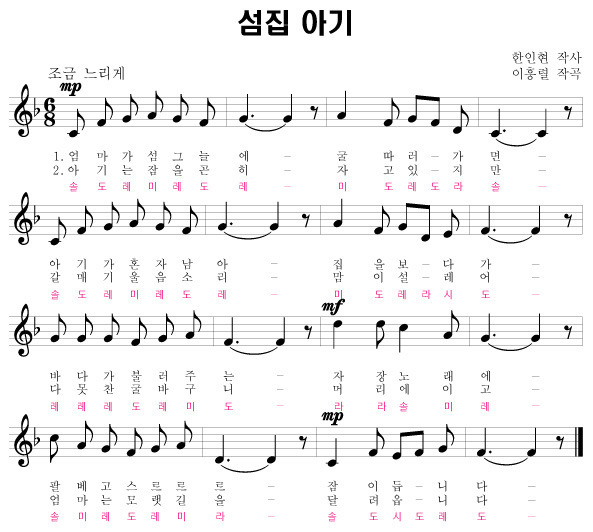 섬집 아기
한인현 작사
조금 느리게
이흥렬 작곡
mp
6
8
1. 엄 마 가 섬 그 늘 에 – 굴 따 러 – 가 면 –
2. 아 기 는 잠 을 곤 히 – 자 고 있 – 지 만 –
솔 도 레 미 레 도 레 – 미 도 레 도 라 솔 –
아 기 가 혼 자 남 아 – 집 을 보 – 다 가 –
갈 매 기 울 음 소 리 – 맘 이 설 – 레 어 –
솔 도 레 미 레 도 레 – 미 도 레 라 시 도 –
mf
바 다 가 불 러 주 는 – 자 장 노 래 에 –
다 못 찬 굴 바 구 니 – 머 리 에 이 고 –
레 레 레 도 레 미 도 – 라 라 솔 미 레 –
mp
팔 베 고 스 르 르 르 – 잠 이 듭 – 니 다 –
엄 마 는 모 랫 길 을 – 달 려 옵 – 니 다 –
솔 미 레 도 레 미 라 – 솔 도 시 도 레 도 –